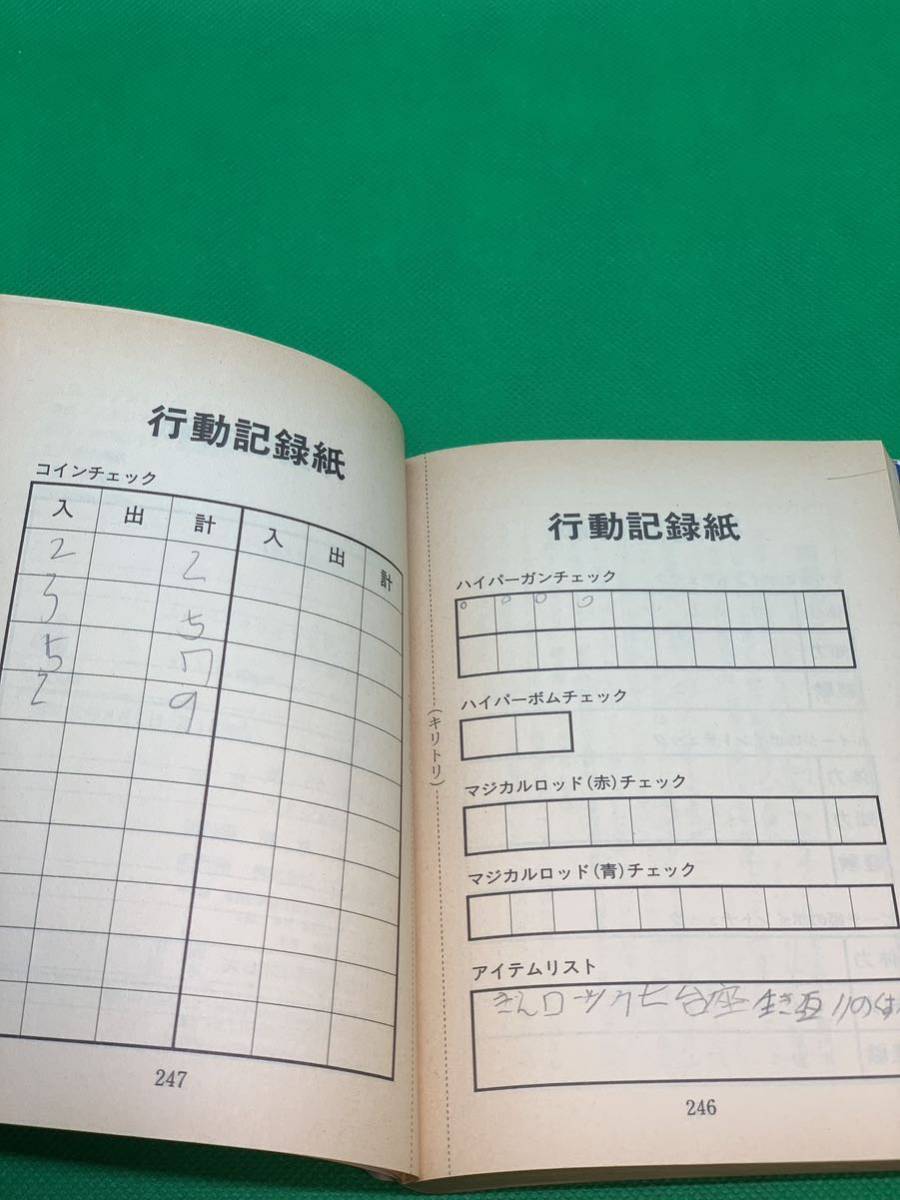 行動記録紙
コインチェック
入 出 計 入 出 計
2 2
3 5
5 7
2 9
247
(キリトリ)
行動記録紙
ハイパーガンチェック
○ ○ ○ ○
ハイパーボムチェック
マジカルロッド(赤)チェック
マジカルロッド(青)チェック
アイテムリスト
台座 生き
246